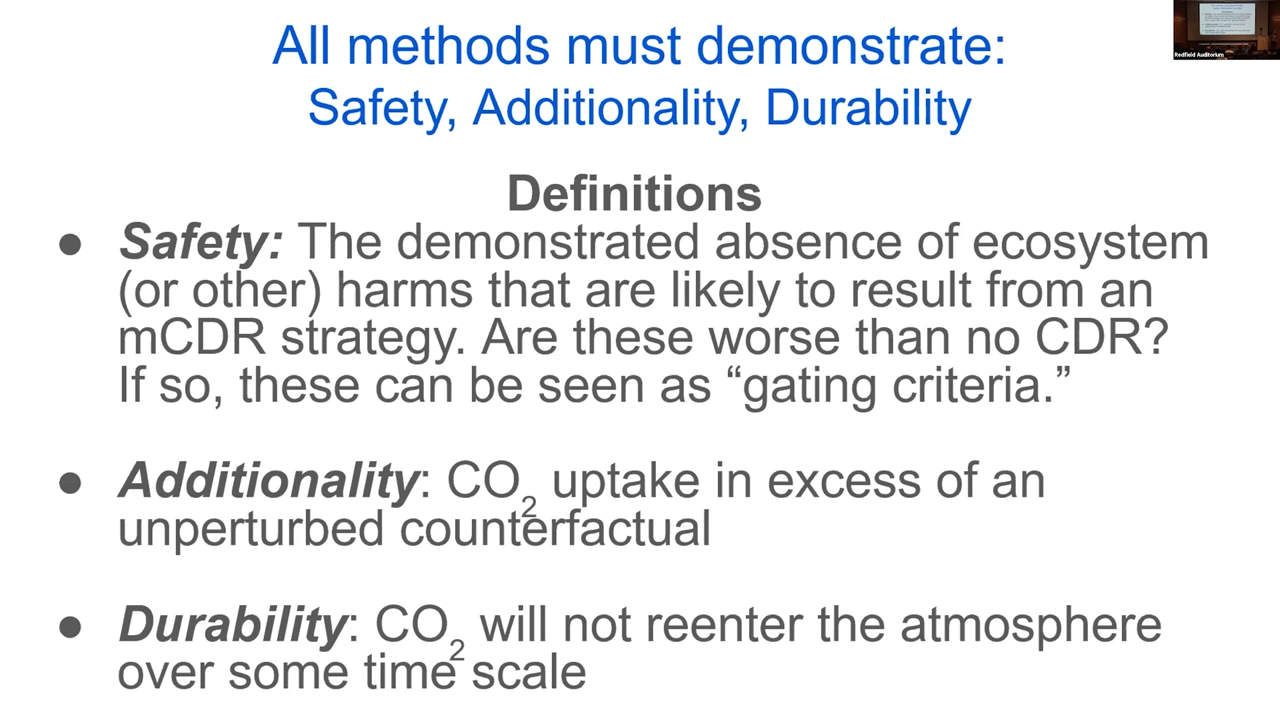 All methods must demonstrate:
Safety, Additionality, Durability
Redfield Auditorium
Definitions
● Safety: The demonstrated absence of ecosystem
(or other) harms that are likely to result from an
mCDR strategy. Are these worse than no CDR?
If so, these can be seen as “gating criteria.”
● Additionality: CO2 uptake in excess of an
unperturbed counterfactual
● Durability: CO2 will not reenter the atmosphere
over some time scale